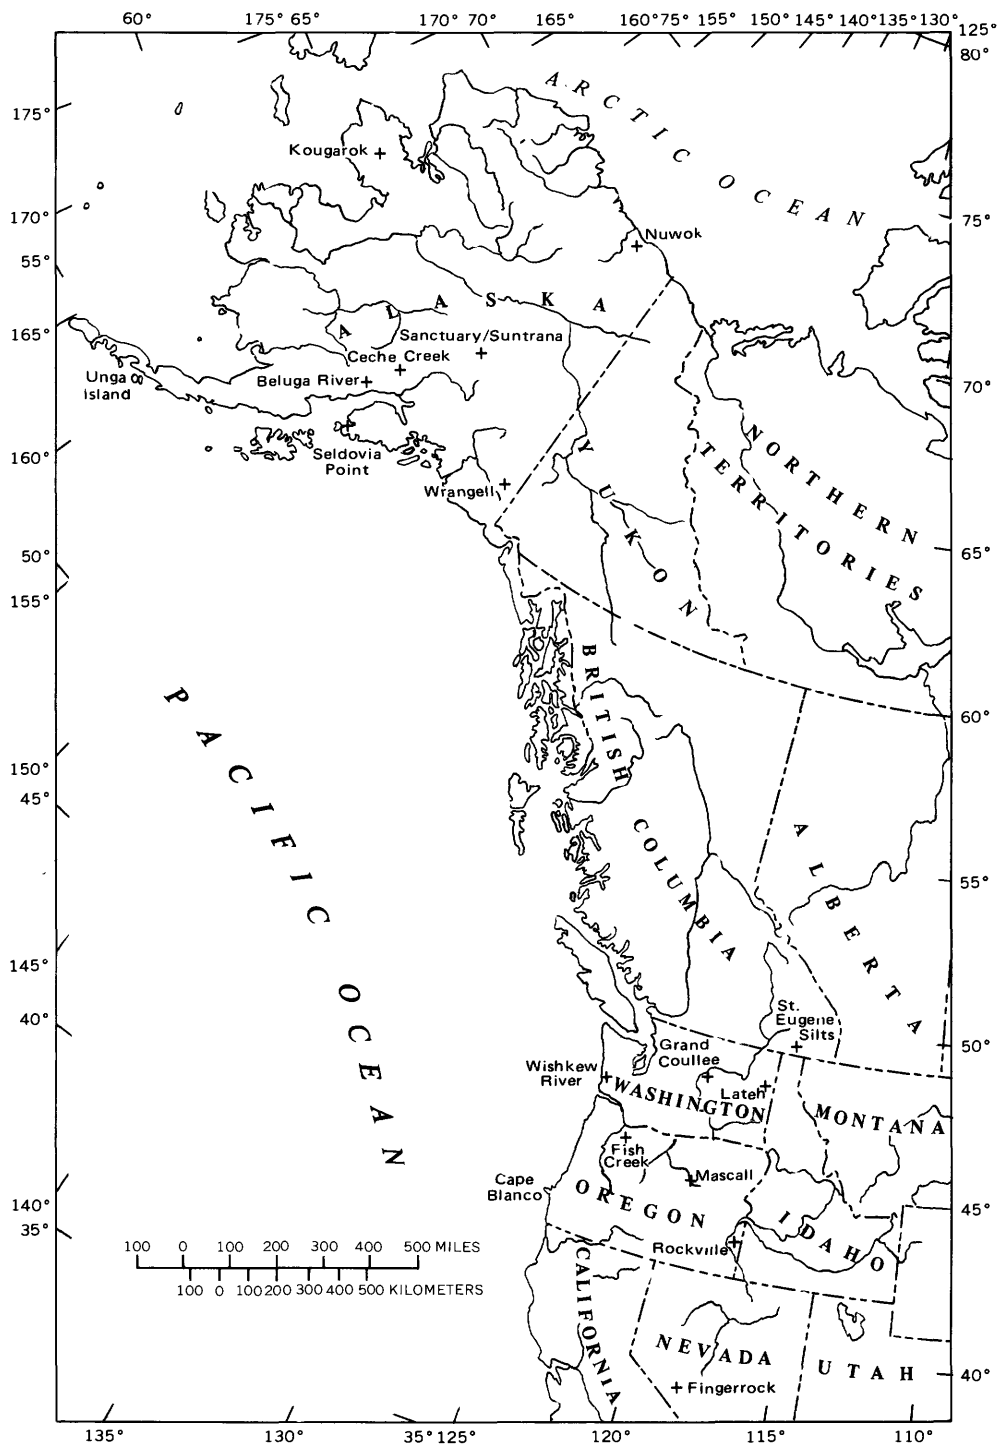 60° 175° 65° 170° 70° 165° 160° 75° 155° 150° 145° 140° 135° 130° 125°
80°
175°
170°
55°
165°
160°
50°
155°
150°
45°
145°
40°
140°
35°
75°
70°
65°
60°
55°
50°
45°
40°
135° 130° 35° 125° 120° 115° 110°
ARCTIC OCEAN
Kougarok
Nuwok
ALASKA
Sanctuary/Suntrana
Ceche Creek
Beluga River
Unga
Island
Seldovia
Point
Wrangell
YUKON
NORTHERN
TERRITORIES
BRITISH
COLUMBIA
ALBERTA
PACIFIC OCEAN
St.
Eugene
Silts
Grand
Coullee
Wishkew
River
WASHINGTON
Lateh
MONTANA
Fish
Creek
Mascall
Cape
Blanco
OREGON
IDAHO
Rockville
CALIFORNIA
NEVADA
UTAH
Fingerrock
100 0 100 200 300 400 500 MILES
100 0 100 200 300 400 500 KILOMETERS